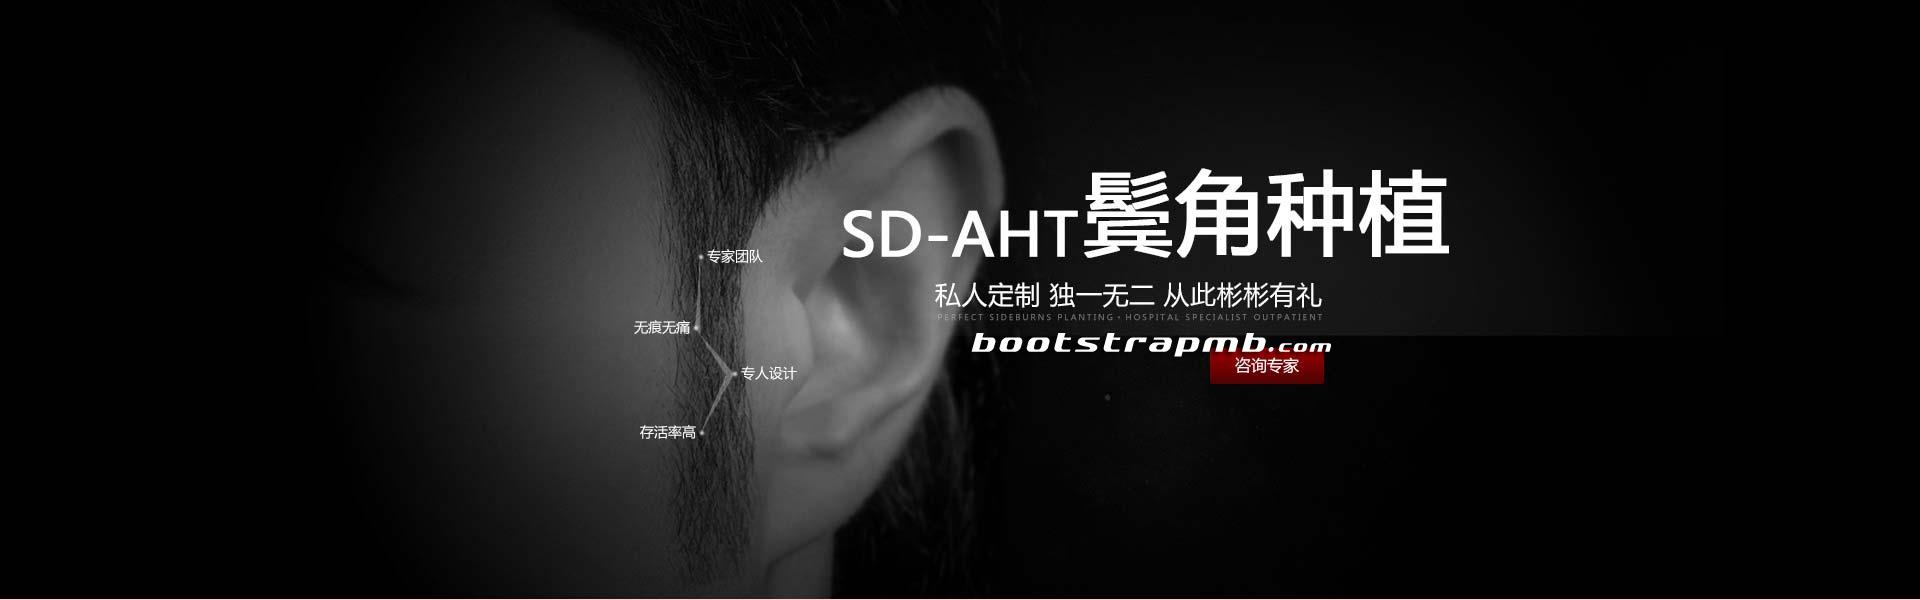 SD-AHT鬓角种植
专家团队
私人定制 独一无二 从此彬彬有礼
PERFECT SIDEBURNS PLANTING·HOSPITAL SPECIALIST OUTPATIENT
无痕无痛
bootstrapmb.com
咨询专家
专人设计
存活率高